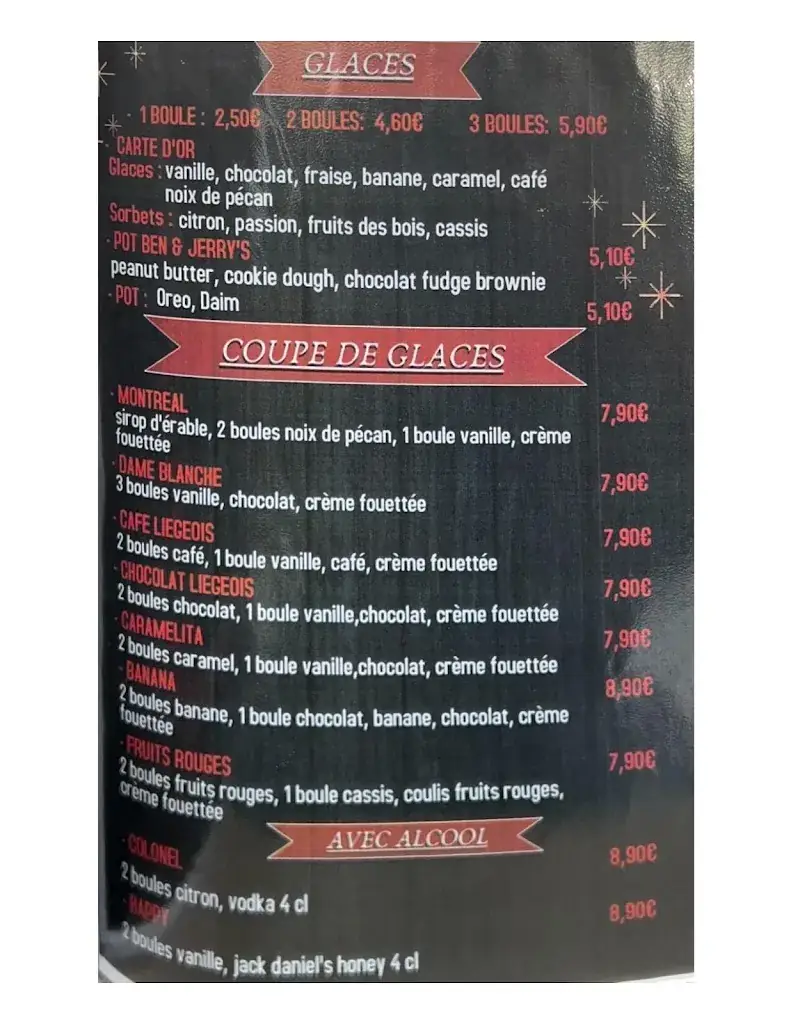 GLACES
· 1 BOULE : 2,50€ 2 BOULES: 4,60€ 3 BOULES: 5,90€
· CARTE D'OR
Glaces : vanille, chocolat, fraise, banane, caramel, café
noix de pécan
Sorbets : citron, passion, fruits des bois, cassis
· POT BEN & JERRY'S 5,10€
peanut butter, cookie dough, chocolat fudge brownie
· POT : Oreo, Daim 5,10€
COUPE DE GLACES
· MONTREAL 7,90€
sirop d'érable, 2 boules noix de pécan, 1 boule vanille, crème
fouettée
· DAME BLANCHE 7,90€
3 boules vanille, chocolat, crème fouettée
· CAFE LIEGEOIS 7,90€
2 boules café, 1 boule vanille, café, crème fouettée
· CHOCOLAT LIEGEOIS 7,90€
2 boules chocolat, 1 boule vanille,chocolat, crème fouettée
· CARAMELITA 7,90€
2 boules caramel, 1 boule vanille,chocolat, crème fouettée
· BANANA 8,90€
2 boules banane, 1 boule chocolat, banane, chocolat, crème
fouettée
· FRUITS ROUGES 7,90€
2 boules fruits rouges, 1 boule cassis, coulis fruits rouges,
crème fouettée
AVEC ALCOOL
· COLONEL 8,90€
2 boules citron, vodka 4 cl
· HAPPY 8,90€
2 boules vanille, jack daniel's honey 4 cl